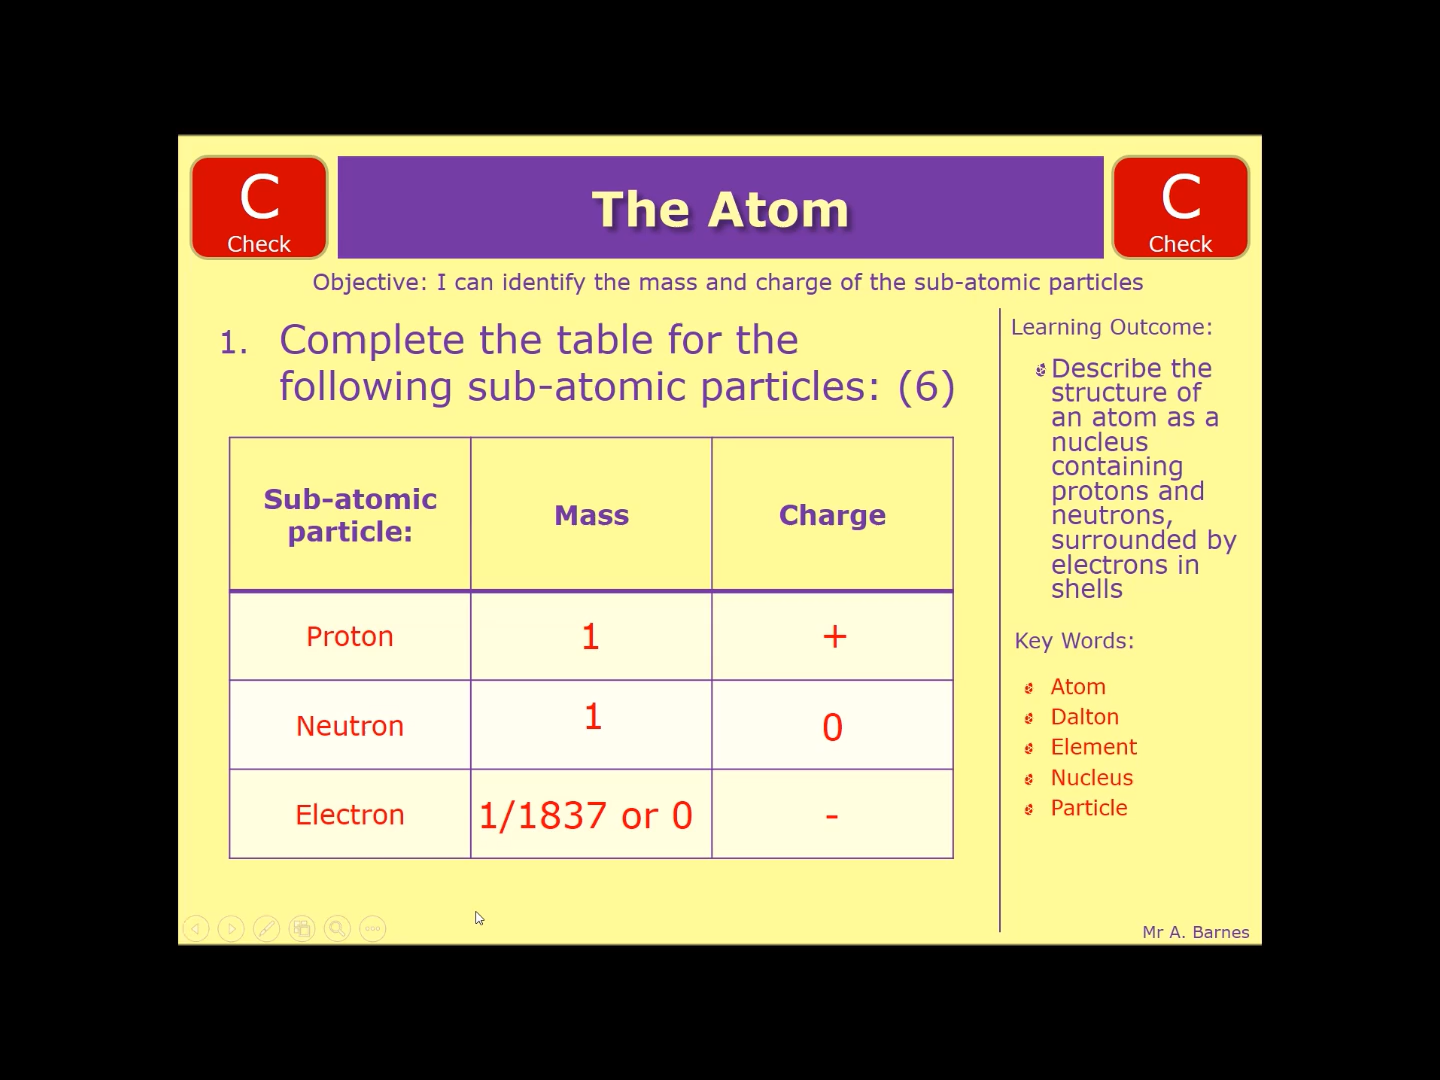 C
Check
The Atom
C
Check
Objective: I can identify the mass and charge of the sub-atomic particles
1. Complete the table for the
following sub-atomic particles: (6)
Sub-atomic
particle:
Mass
Charge
Proton
1
+
Neutron
1
0
Electron
1/1837 or 0
-
Learning Outcome:
Describe the
structure of
an atom as a
nucleus
containing
protons and
neutrons,
surrounded by
electrons in
shells
Key Words:
Atom
Dalton
Element
Nucleus
Particle
Mr A. Barnes